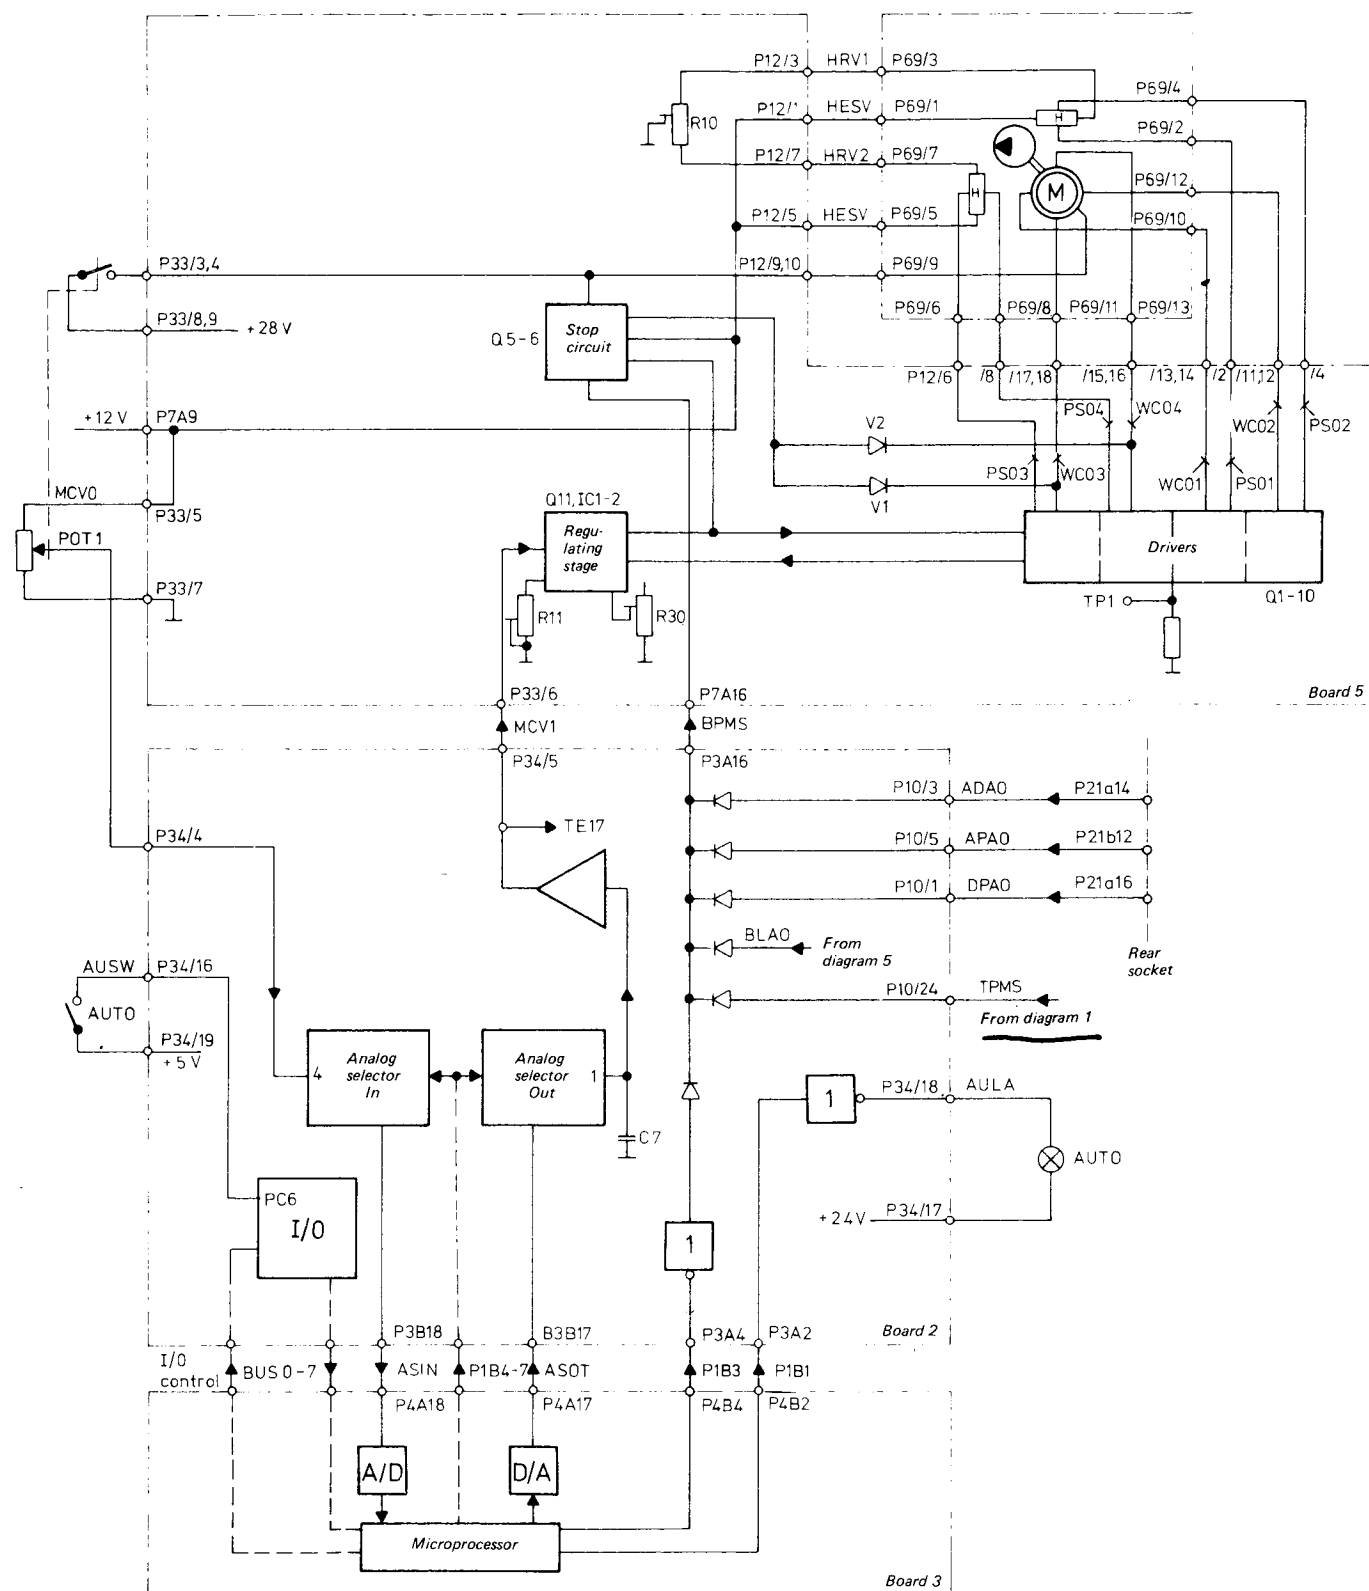 P12/3 HRV1 P69/3
P69/4
R10
P12/1 HESV P69/1
H
P69/2
P12/7 HRV2 P69/7
H
M
P69/12
P12/5 HESV P69/5
P69/10
P33/3,4
P12/9,10 P69/9
P33/8,9 +28 V
P69/6 P69/8 P69/11 P69/13
Q5-6
Stop
circuit
P12/6 /8 /17,18 /15,16 /13,14 /2 /11,12 /4
+12 V P7A9
PS04 WC04
WC02 PS02
V2
PS03 WC03
WC01 PS01
MCV0
P33/5
V1
Q11, IC1-2
POT 1
Regu-
lating
stage
Drivers
P33/7
R11
R30
TP1
Q1-10
P33/6
P7A16
Board 5
MCV1
BPMS
P34/5
P3A16
P10/3 ADA0 P21a14
TE17
P34/4
P10/5 APA0 P21b12
P10/1 DPA0 P21a16
BLA0
From
diagram 5
Rear
socket
AUSW P34/16
P10/24 TPMS
From diagram 1
AUTO
P34/19
+5 V
4
Analog
selector
In
Analog
selector
Out
1
1
P34/18 AULA
C7
AUTO
PC6
I/O
P34/17
+24V
1
P3B18
B3B17
P3A4
P3A2
Board 2
I/O
control
BUS 0-7
ASIN
P1B4-7
ASOT
P1B3
P1B1
P4A18
P4A17
P4B4
P4B2
A/D
D/A
Microprocessor
Board 3